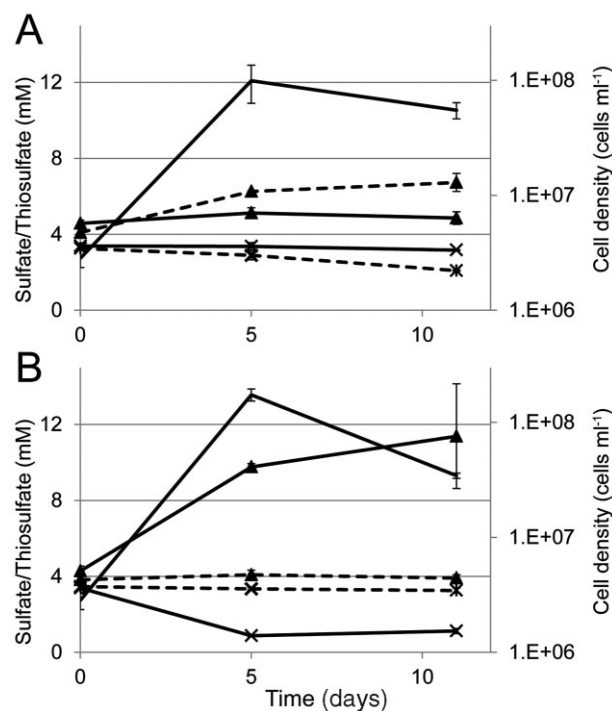 A
Sulfate/Thiosulfate (mM)
12
8
4
0
1.E+08
1.E+07
1.E+06
Cell density (cells ml-1)
0
5
10
B
Sulfate/Thiosulfate (mM)
12
8
4
0
1.E+08
1.E+07
1.E+06
Cell density (cells ml-1)
0
5
10
Time (days)